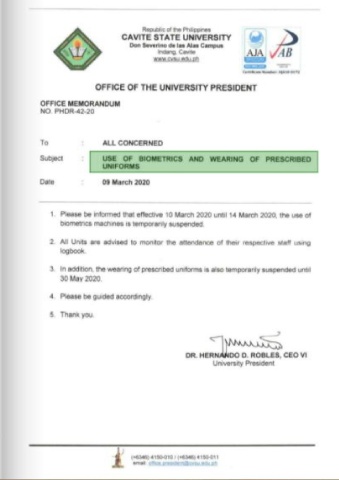 Republic of the Philippines
CAVITE STATE UNIVERSITY
Don Severino de las Alas Campus
Indang, Cavite
www.cvsu.edu.ph
AJA
AB
OFFICE OF THE UNIVERSITY PRESIDENT
OFFICE MEMORANDUM
NO. PHDR-42-20
To : ALL CONCERNED
Subject : USE OF BIOMETRICS AND WEARING OF PRESCRIBED
UNIFORMS
Date : 09 March 2020
1. Please be informed that effective 10 March 2020 until 14 March 2020, the use of
biometrics machines is temporarily suspended.
2. All Units are advised to monitor the attendance of their respective staff using
logbook.
3. In addition, the wearing of prescribed uniforms is also temporarily suspended until
30 May 2020.
4. Please be guided accordingly.
5. Thank you.
DR. HERNANDO D. ROBLES, CEO VI
University President
(+6346) 4150-010 / (+6346) 4150-011
email: office.president@cvsu.edu.ph